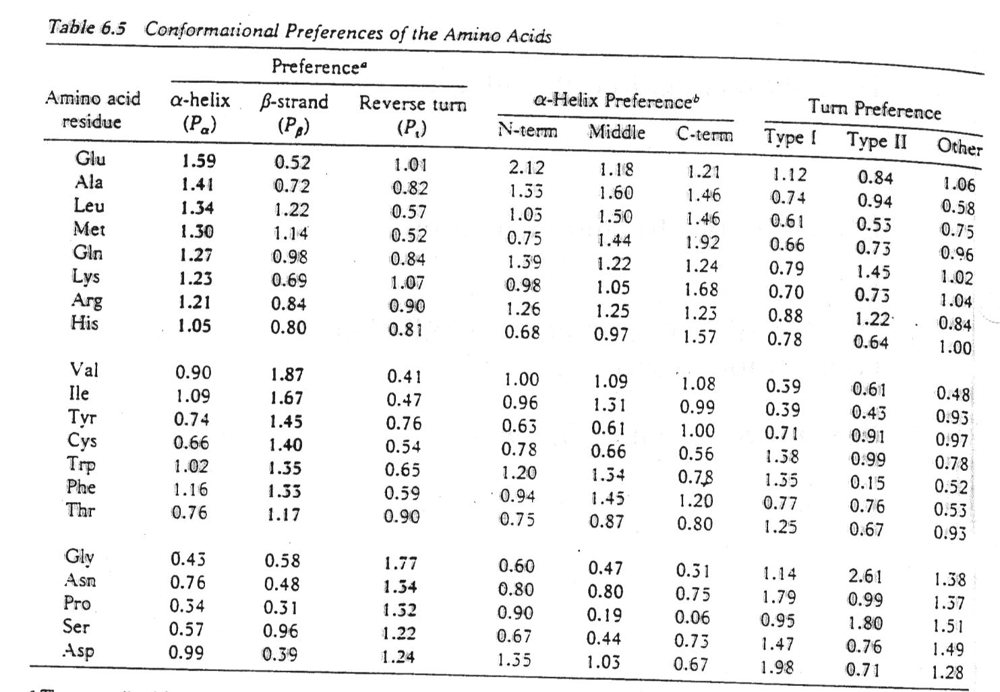 Table 6.5 Conformational Preferences of the Amino Acids
Preferenceᵃ
Amino acid residue α-helix (Pα) β-strand (Pβ) Reverse turn (Pt) α-Helix Preferenceᵇ Turn Preference
N-term Middle C-term Type I Type II Other
Glu 1.59 0.52 1.01 2.12 1.18 1.21 1.12 0.84 1.06
Ala 1.41 0.72 0.82 1.33 1.60 1.46 0.74 0.94 0.58
Leu 1.34 1.22 0.57 1.03 1.50 1.46 0.61 0.53 0.75
Met 1.30 1.14 0.52 0.75 1.44 1.92 0.66 0.73 0.96
Gln 1.27 0.98 0.84 1.39 1.22 1.24 0.79 1.45 1.02
Lys 1.23 0.69 1.07 0.98 1.05 1.68 0.70 0.73 1.04
Arg 1.21 0.84 0.90 1.26 1.25 1.23 0.88 1.22 0.84
His 1.05 0.80 0.81 0.68 0.97 1.57 0.78 0.64 1.00
Val 0.90 1.87 0.41 1.00 1.09 1.08 0.39 0.61 0.48
Ile 1.09 1.67 0.47 0.96 1.31 0.99 0.39 0.43 0.93
Tyr 0.74 1.45 0.76 0.63 0.61 1.00 0.71 0.91 0.97
Cys 0.66 1.40 0.54 0.78 0.66 0.56 1.38 0.99 0.78
Trp 1.02 1.35 0.65 1.20 1.34 0.78 1.35 0.15 0.52
Phe 1.16 1.33 0.59 0.94 1.45 1.20 0.77 0.76 0.53
Thr 0.76 1.17 0.90 0.75 0.87 0.80 1.25 0.67 0.93
Gly 0.43 0.58 1.77 0.60 0.47 0.31 1.14 2.61 1.38
Asn 0.76 0.48 1.34 0.80 0.80 0.75 1.79 0.99 1.37
Pro 0.34 0.31 1.32 0.90 0.19 0.06 0.95 1.80 1.51
Ser 0.57 0.96 1.22 0.67 0.44 0.73 1.47 0.76 1.49
Asp 0.99 0.39 1.24 1.35 1.03 0.67 1.98 0.71 1.28